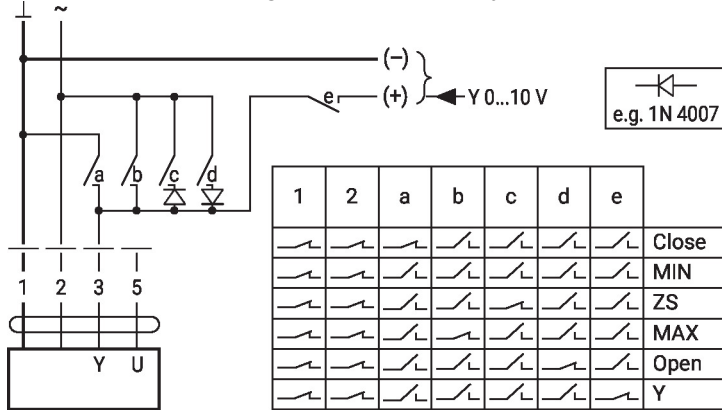 ⊥ ~
(–)
e (+) Y 0...10 V
e.g. 1N 4007
a b c d
1 2 a b c d e
Close
MIN
ZS
MAX
Open
Y
1 2 3 5
Y U